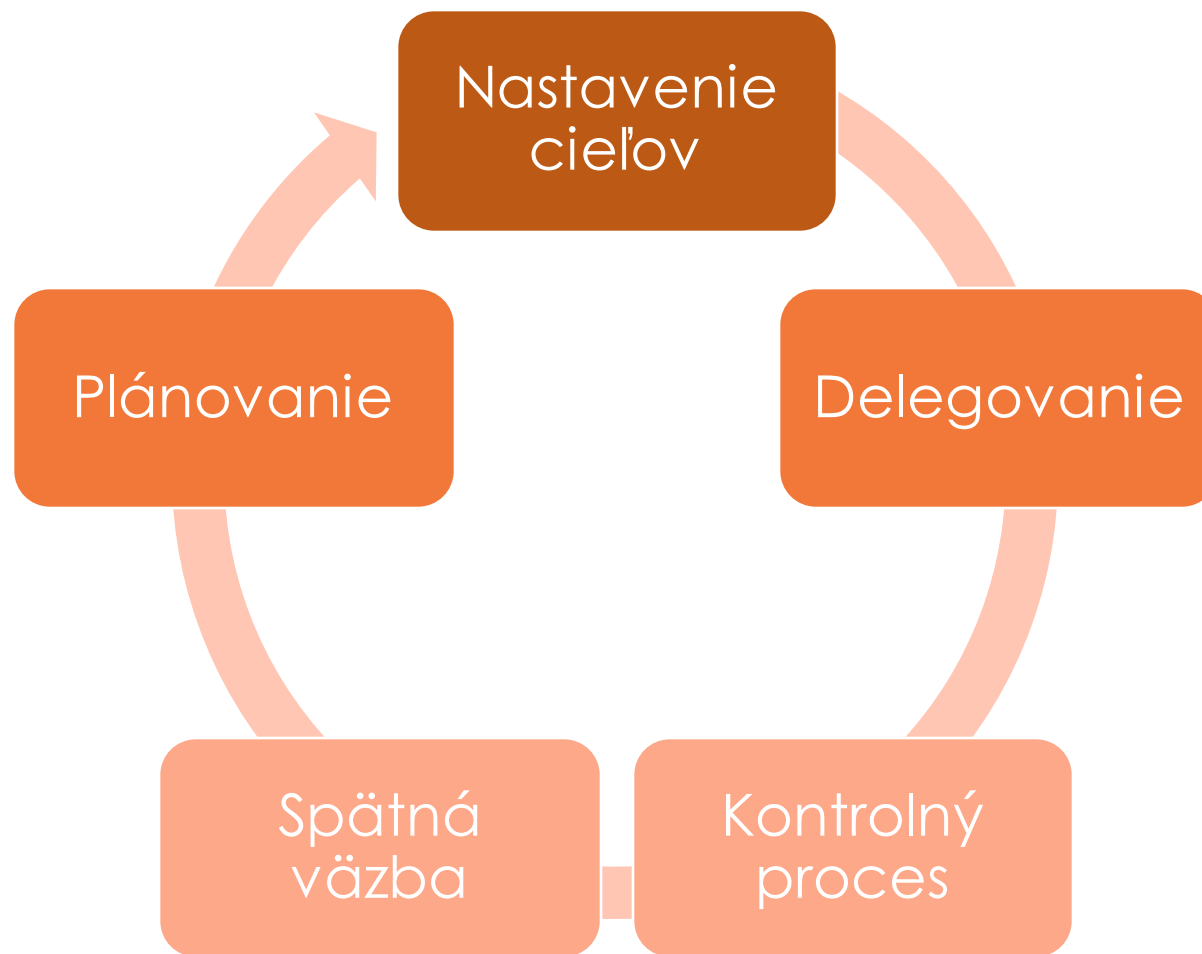 Nastavenie
cieľov
Plánovanie
Delegovanie
Spätná
väzba
Kontrolný
proces